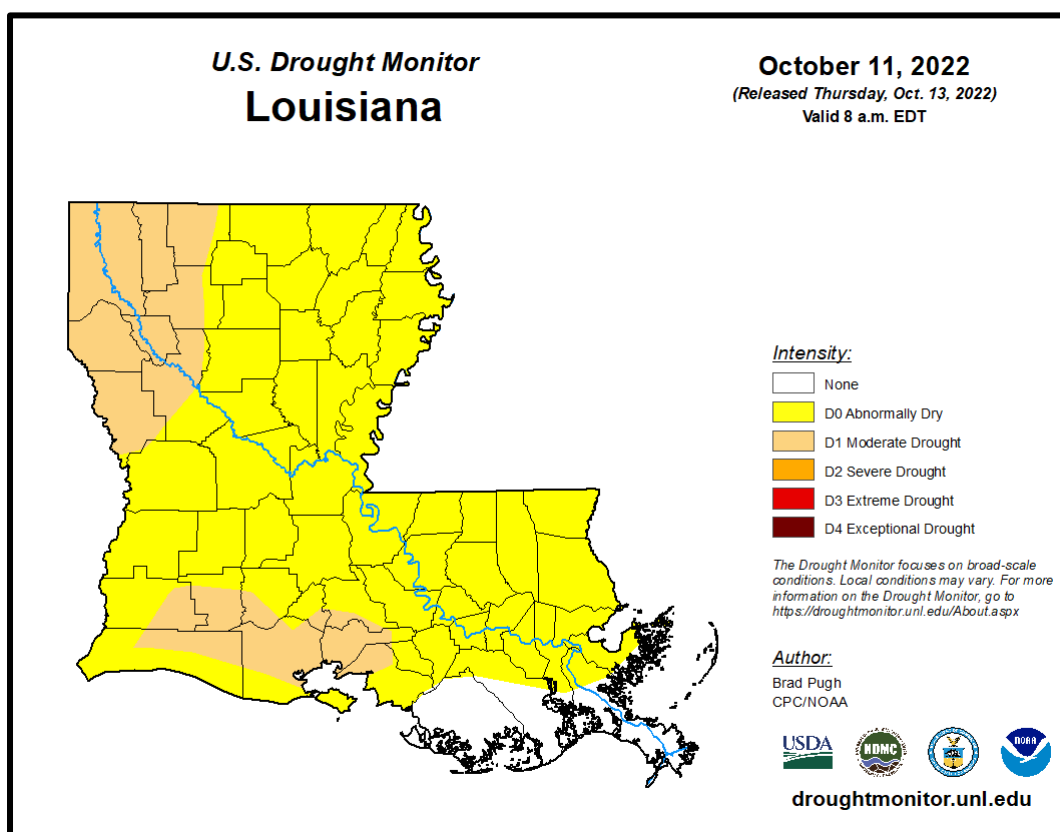 U.S. Drought Monitor
Louisiana
October 11, 2022
(Released Thursday, Oct. 13, 2022)
Valid 8 a.m. EDT
Intensity:
None
D0 Abnormally Dry
D1 Moderate Drought
D2 Severe Drought
D3 Extreme Drought
D4 Exceptional Drought
The Drought Monitor focuses on broad-scale
conditions. Local conditions may vary. For more
information on the Drought Monitor, go to
https://droughtmonitor.unl.edu/About.aspx
Author:
Brad Pugh
CPC/NOAA
USDA
NDMC
NOAA
droughtmonitor.unl.edu